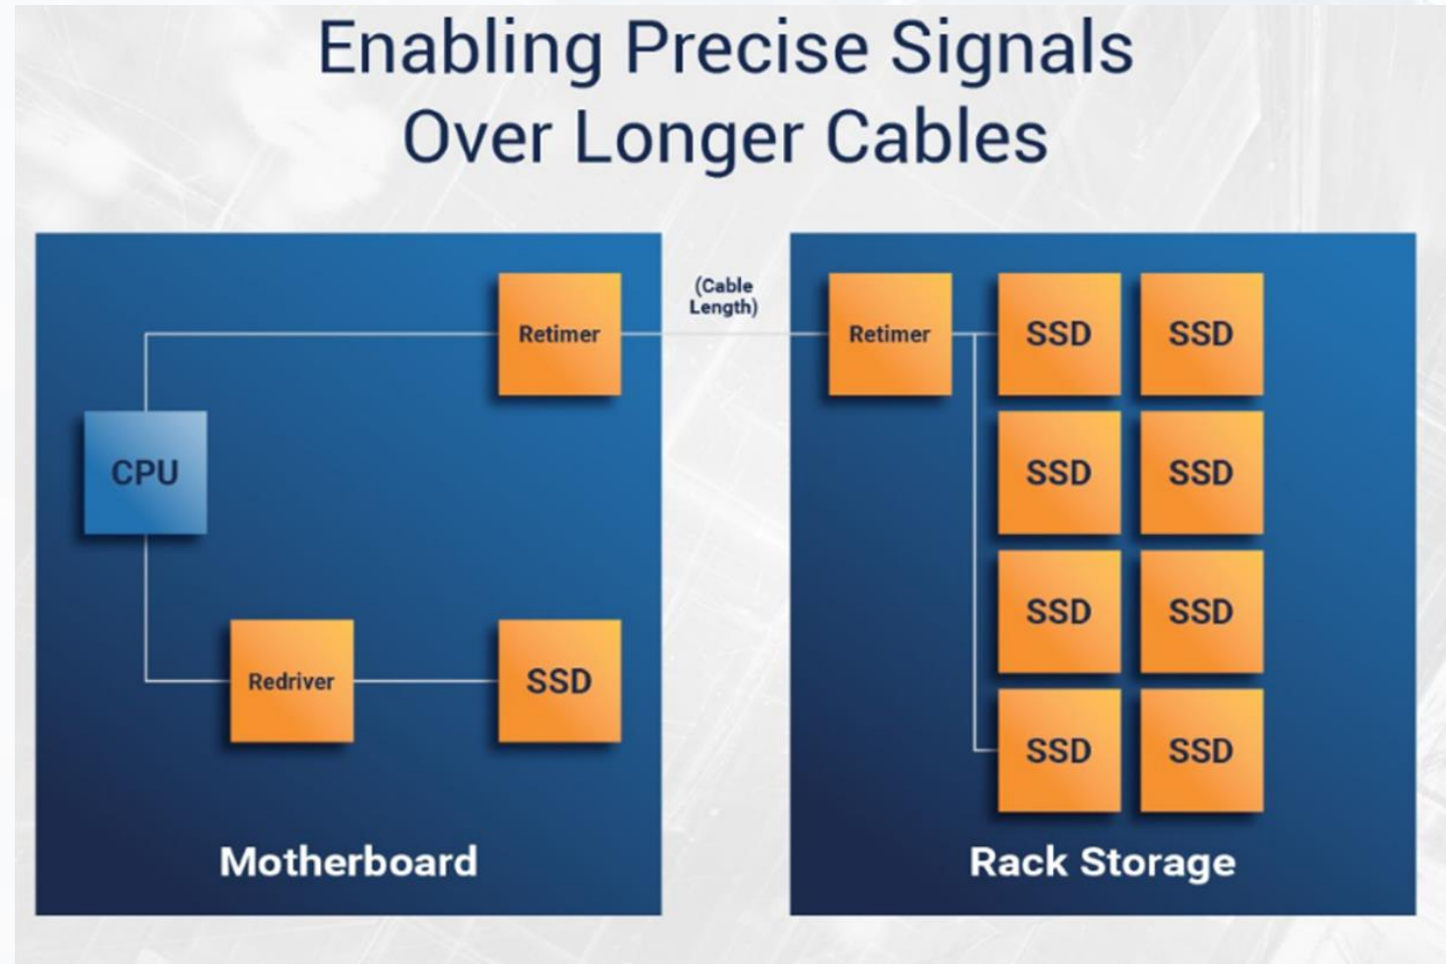 Enabling Precise Signals
Over Longer Cables
Retimer
CPU
Redriver
SSD
Motherboard
(Cable
Length)
Retimer
SSD
SSD
SSD
SSD
SSD
SSD
SSD
SSD
Rack Storage